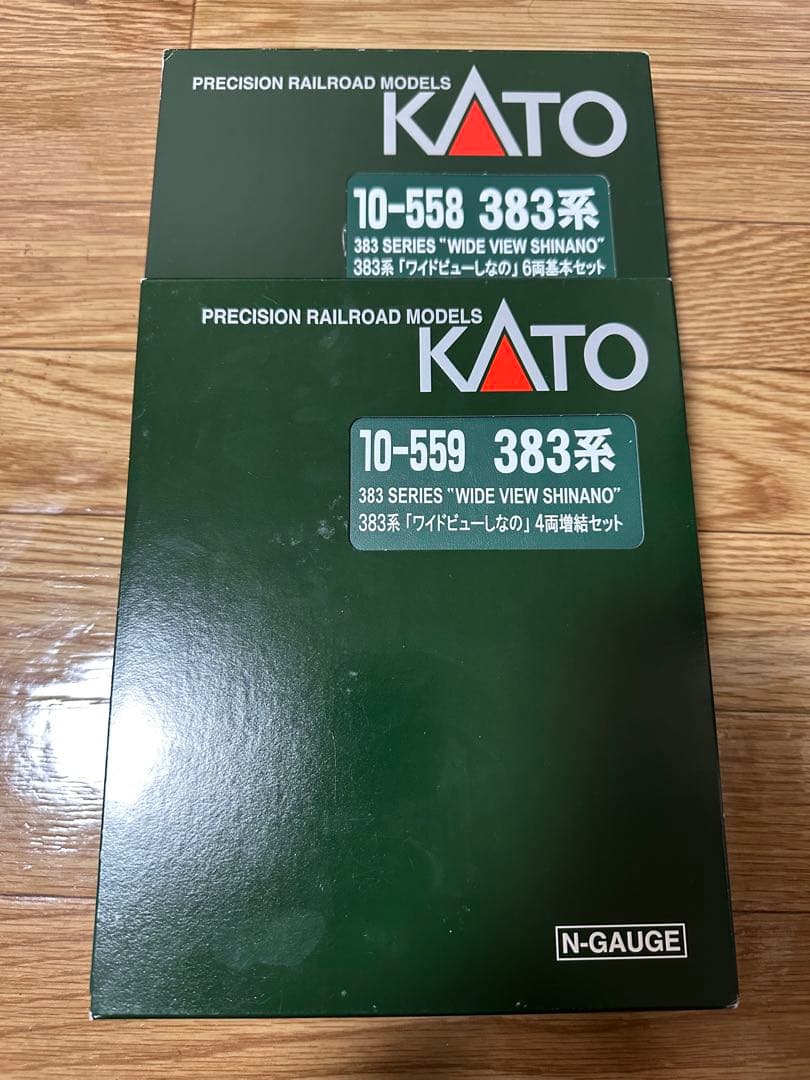 PRECISION RAILROAD MODELS
KATO
10-558 383系
383 SERIES "WIDE VIEW SHINANO"
383系「ワイドビューしなの」6両基本セット
PRECISION RAILROAD MODELS
KATO
10-559 383系
383 SERIES "WIDE VIEW SHINANO"
383系「ワイドビューしなの」4両増結セット
N-GAUGE